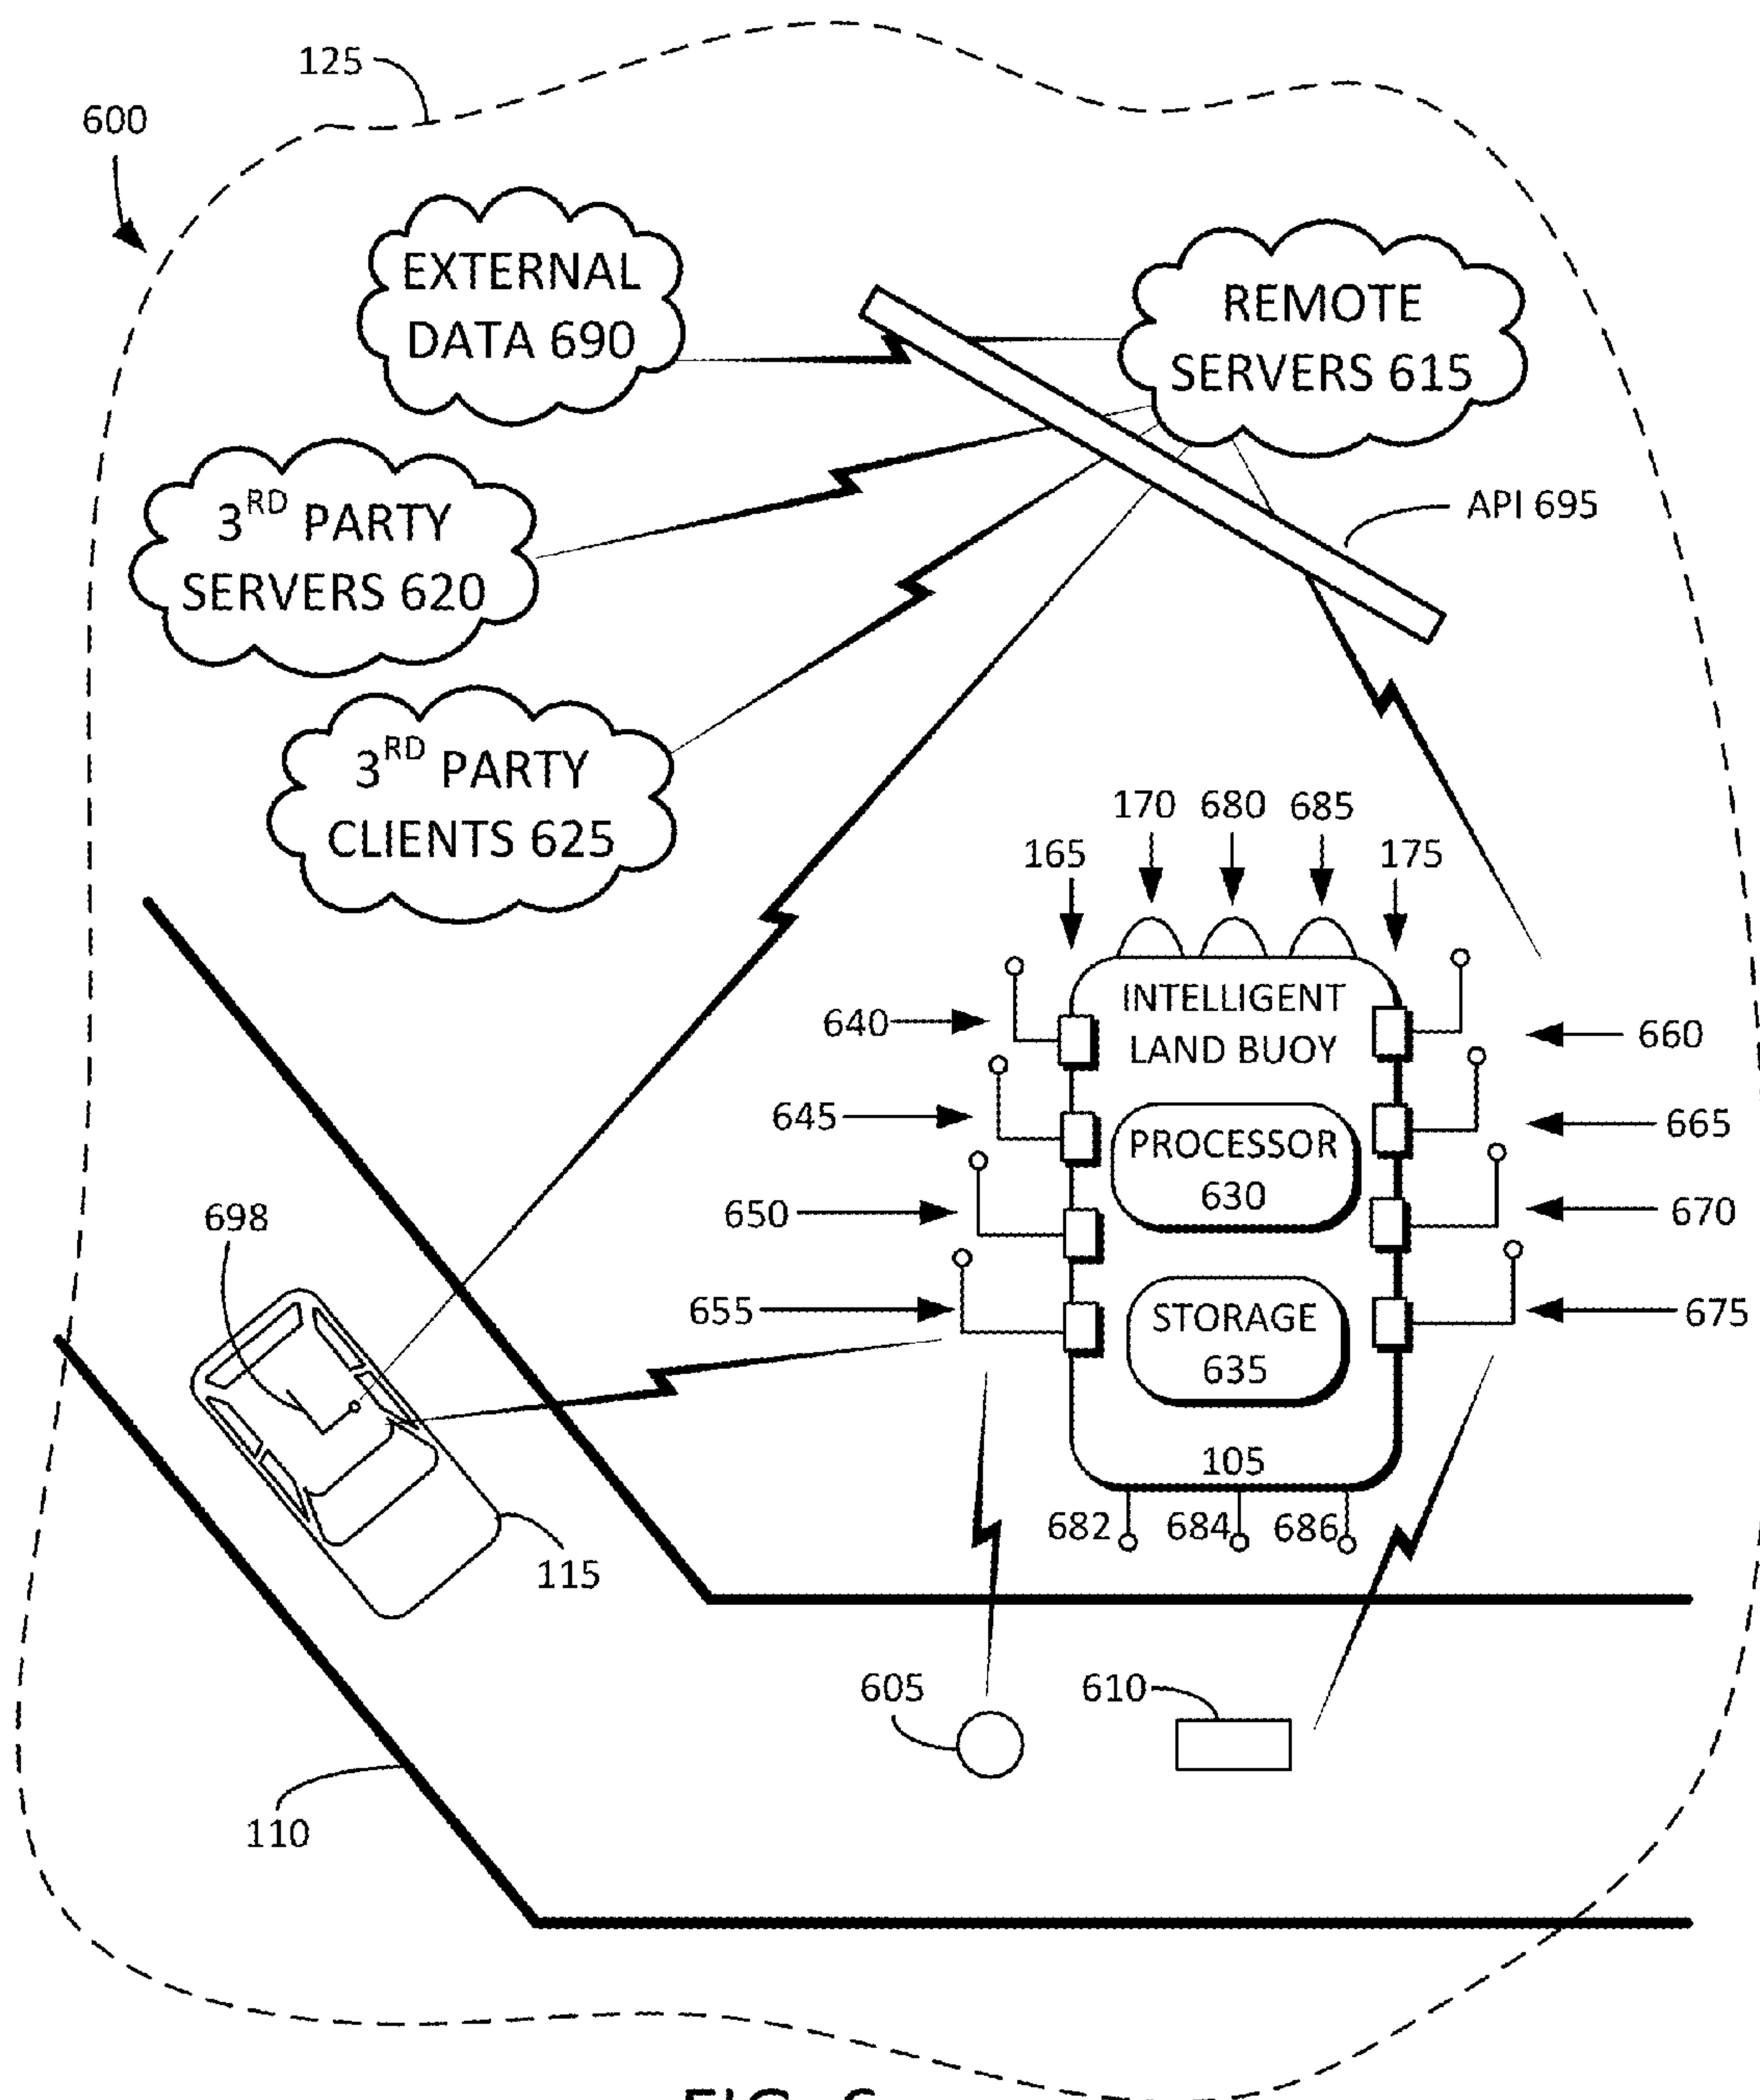 125
600
EXTERNAL
DATA 690
REMOTE
SERVERS 615
3RD PARTY
SERVERS 620
API 695
3RD PARTY
CLIENTS 625
170 680 685
165 175
INTELLIGENT
LAND BUOY
640 660
645 665
PROCESSOR
630
650 670
698
655 675
STORAGE
635
105
682 684 686
115
605 610
110
FIG. 6